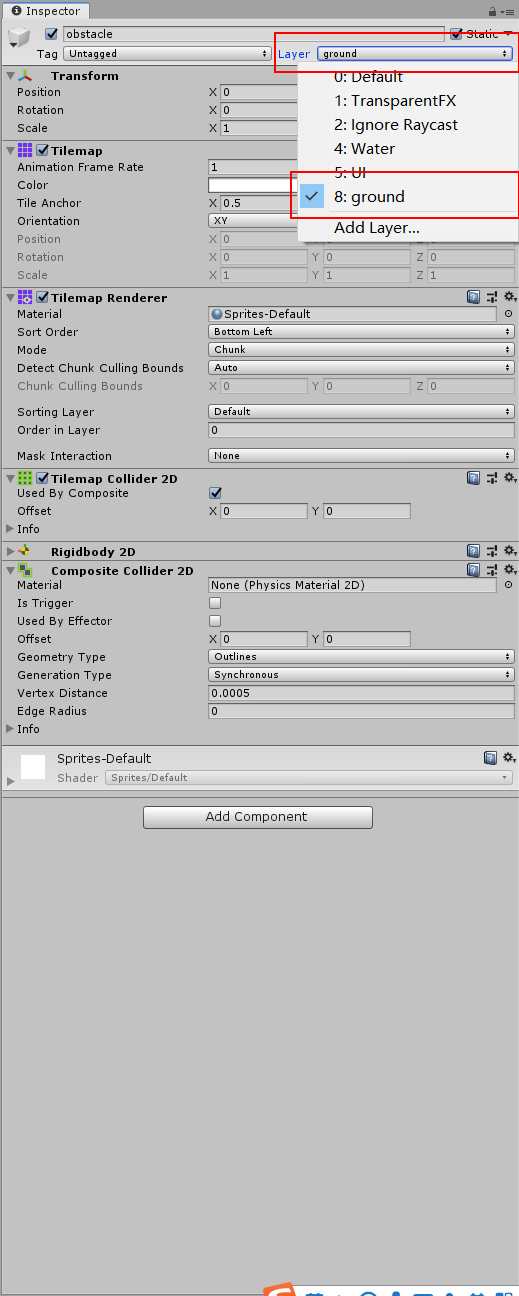 Inspector
obstacle Static
Tag Untagged Layer ground
0: Default
1: TransparentFX
2: Ignore Raycast
4: Water
5: UI
8: ground
Add Layer...
Transform
Position X 0
Rotation X 0
Scale X 1
Tilemap
Animation Frame Rate 1
Color
Tile Anchor X 0.5
Orientation XY
Position X 0 Y 0 Z 0
Rotation X 0 Y 0 Z 0
Scale X 1 Y 1 Z 1
Tilemap Renderer
Material Sprites-Default
Sort Order Bottom Left
Mode Chunk
Detect Chunk Culling Bounds Auto
Chunk Culling Bounds X 0 Y 0 Z 0
Sorting Layer Default
Order in Layer 0
Mask Interaction None
Tilemap Collider 2D
Used By Composite
Offset X 0 Y 0
Info
Rigidbody 2D
Composite Collider 2D
Material None (Physics Material 2D)
Is Trigger
Used By Effector
Offset X 0 Y 0
Geometry Type Outlines
Generation Type Synchronous
Vertex Distance 0.0005
Edge Radius 0
Info
Sprites-Default
Shader Sprites/Default
Add Component